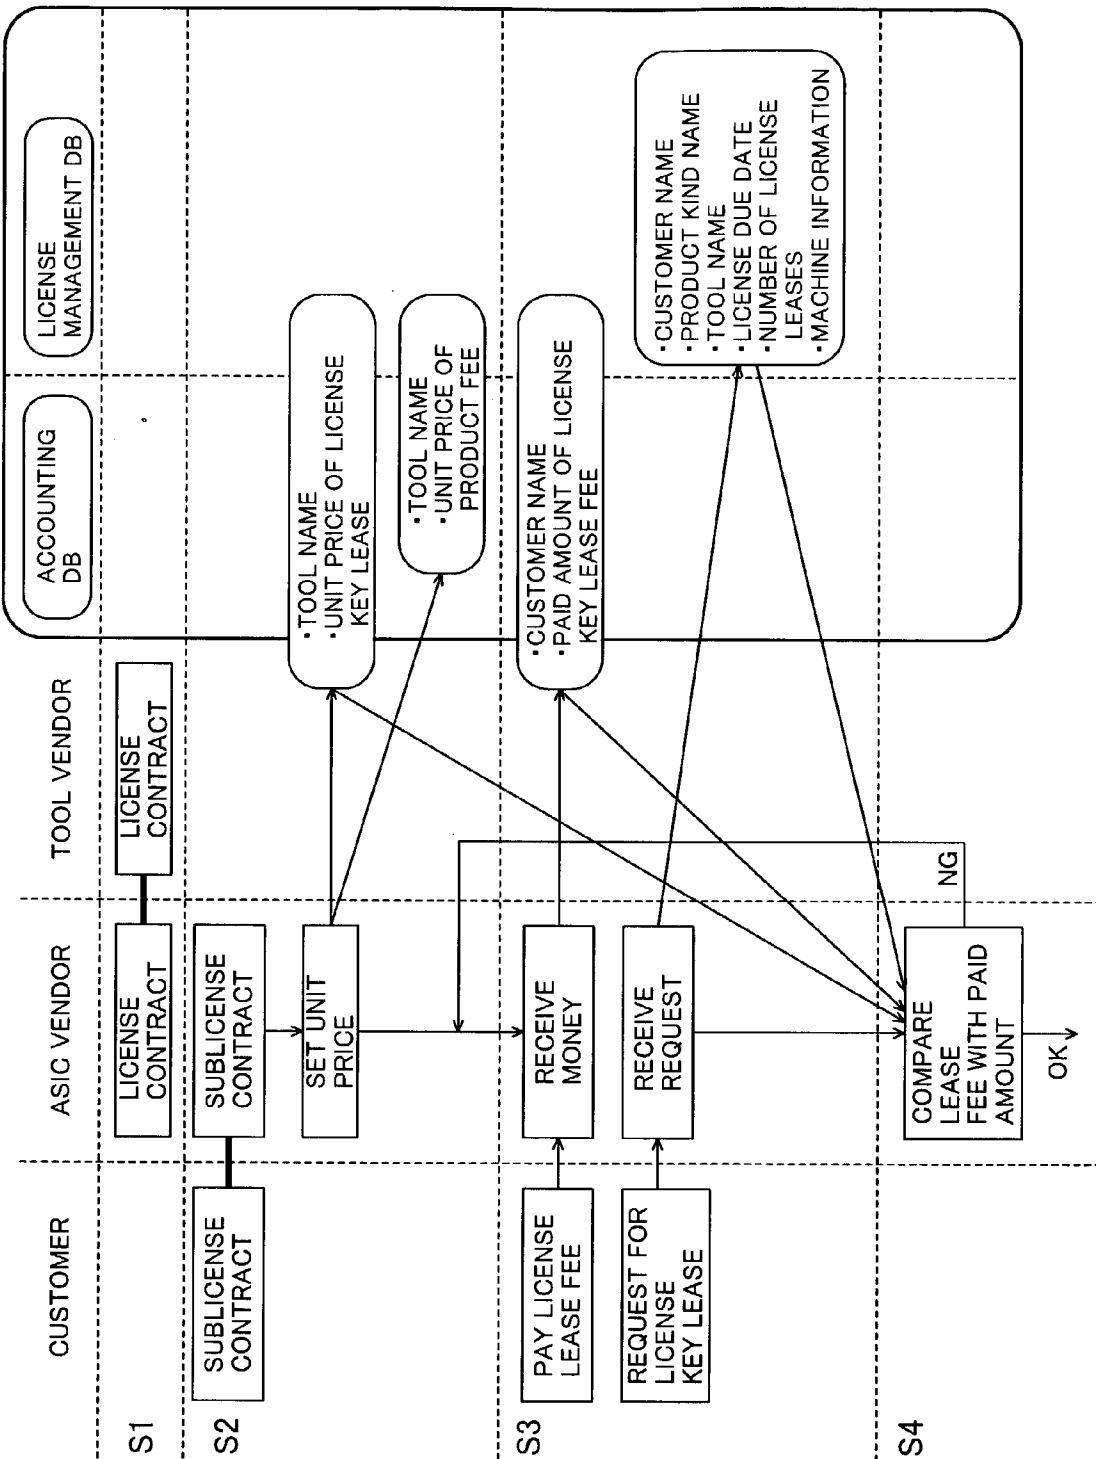 CUSTOMER
ASIC VENDOR
TOOL VENDOR
ACCOUNTING
DB
LICENSE
MANAGEMENT DB
S1
LICENSE
CONTRACT
LICENSE
CONTRACT
S2
SUBLICENSE
CONTRACT
SUBLICENSE
CONTRACT
SET UNIT
PRICE
・TOOL NAME
・UNIT PRICE OF LICENSE
KEY LEASE
・TOOL NAME
・UNIT PRICE OF
PRODUCT FEE
S3
PAY LICENSE
LEASE FEE
RECEIVE
MONEY
・CUSTOMER NAME
・PAID AMOUNT OF LICENSE
KEY LEASE FEE
REQUEST FOR
LICENSE
KEY LEASE
RECEIVE
REQUEST
・CUSTOMER NAME
・PRODUCT KIND NAME
・TOOL NAME
・LICENSE DUE DATE
・NUMBER OF LICENSE
LEASES
・MACHINE INFORMATION
S4
COMPARE
LEASE
FEE WITH PAID
AMOUNT
NG
OK